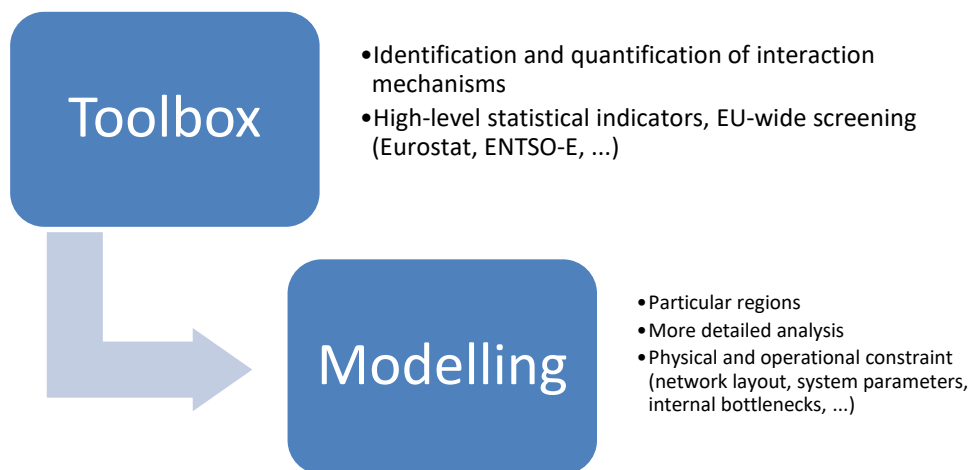 Toolbox
•Identification and quantification of interaction
mechanisms
•High-level statistical indicators, EU-wide screening
(Eurostat, ENTSO-E, ...)
Modelling
•Particular regions
•More detailed analysis
•Physical and operational constraint
(network layout, system parameters,
internal bottlenecks, ...)